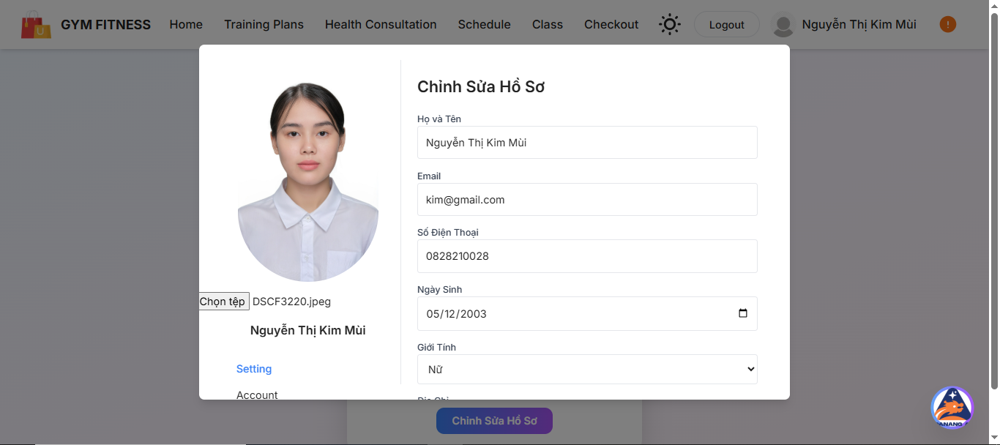 GYM FITNESS Home Training Plans Health Consultation Schedule Class Checkout Logout Nguyễn Thị Kim Mùi !
U
Chỉnh Sửa Hồ Sơ
Họ và Tên
Nguyễn Thị Kim Mùi
Email
kim@gmail.com
Số Điện Thoại
0828210028
Ngày Sinh
05/12/2003
Giới Tính
Nữ
Địa Chỉ
Chọn tệp DSCF3220.jpeg
Nguyễn Thị Kim Mùi
Setting
Account
Chỉnh Sửa Hồ Sơ